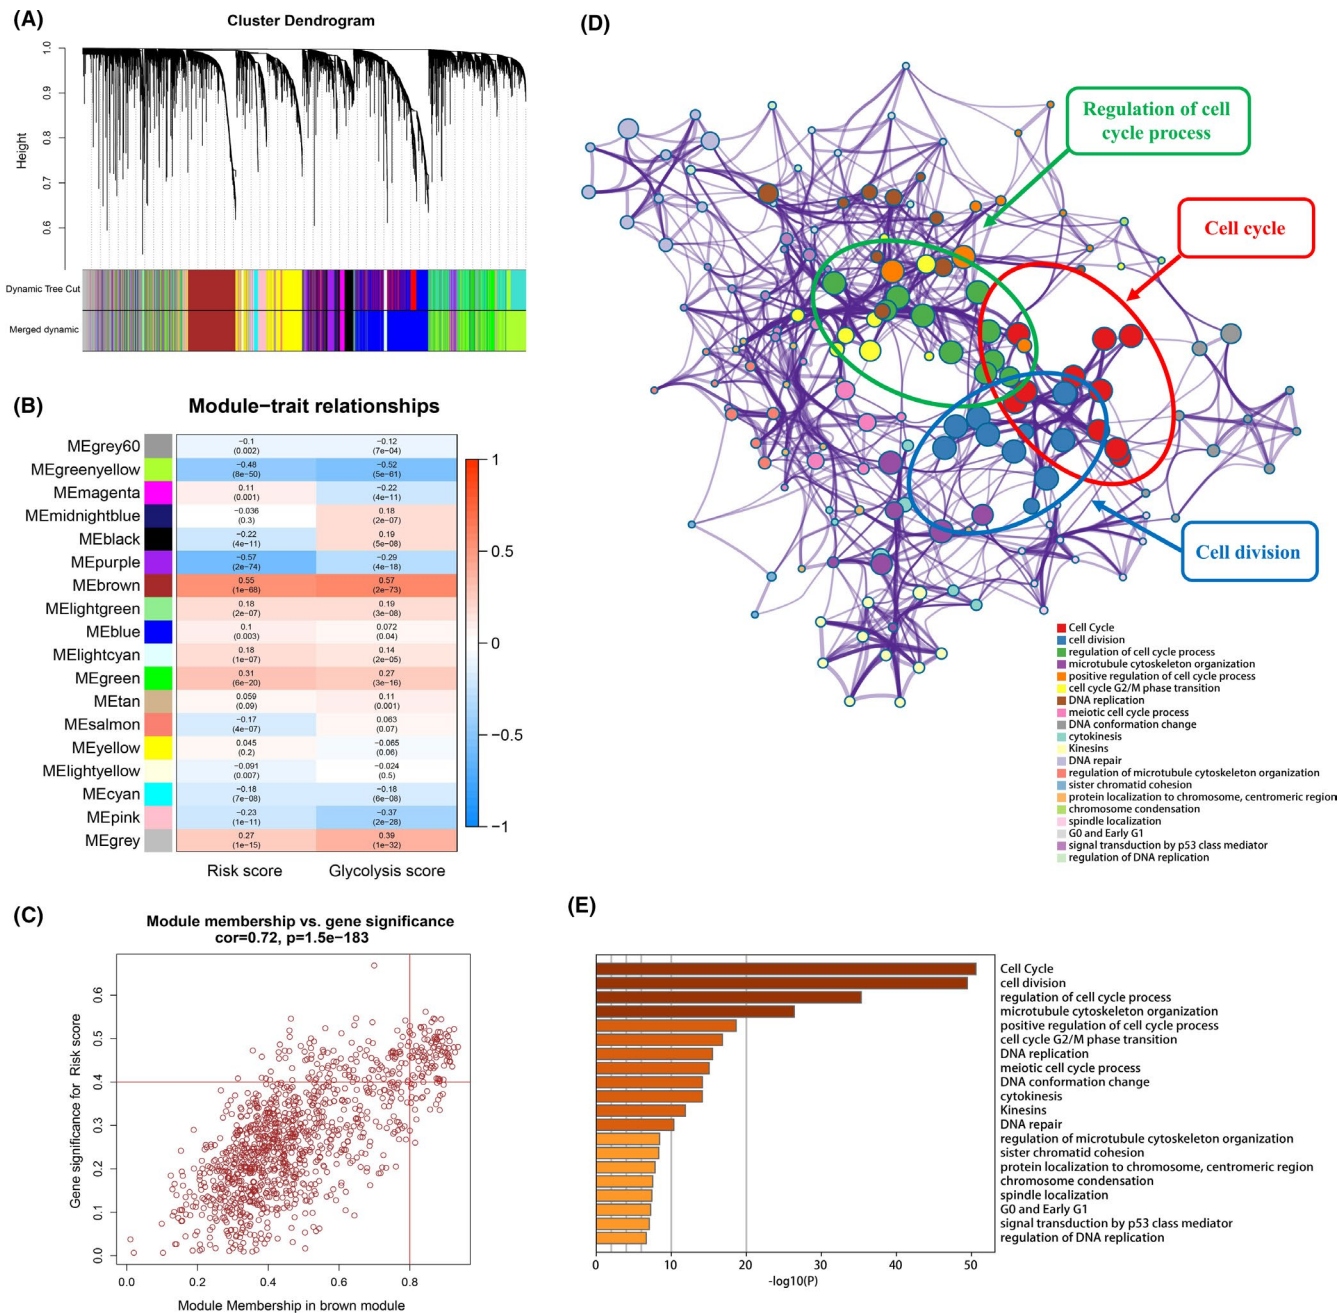 (A)
Cluster Dendrogram
Height
1.0
0.9
0.8
0.7
0.6
Dynamic Tree Cut
Merged dynamic
(B)
Module−trait relationships
MEgrey60
−0.1
(0.002)
−0.12
(7e−04)
MEgreenyellow
−0.48
(8e−50)
−0.52
(5e−61)
MEmagenta
0.11
(0.001)
−0.22
(4e−11)
MEmidnightblue
−0.036
(0.3)
0.18
(2e−07)
MEblack
−0.22
(4e−11)
0.19
(5e−08)
MEpurple
−0.57
(2e−74)
−0.29
(4e−18)
MEbrown
0.55
(1e−68)
0.57
(2e−73)
MElightgreen
0.18
(2e−07)
0.19
(3e−08)
MEblue
0.1
(0.003)
0.072
(0.04)
MElightcyan
0.18
(1e−07)
0.14
(2e−05)
MEgreen
0.31
(6e−20)
0.27
(3e−16)
MEtan
0.059
(0.09)
0.11
(0.001)
MEsalmon
−0.17
(4e−07)
0.063
(0.07)
MEyellow
0.045
(0.2)
−0.065
(0.06)
MElightyellow
−0.091
(0.007)
−0.024
(0.5)
MEcyan
−0.18
(7e−08)
−0.18
(6e−08)
MEpink
−0.23
(1e−11)
−0.37
(2e−28)
MEgrey
0.27
(1e−15)
0.39
(1e−32)
Risk score
Glycolysis score
1
0.5
0
−0.5
−1
(C)
Module membership vs. gene significance
cor=0.72, p=1.5e−183
Gene significance for Risk score
0.6
0.5
0.4
0.3
0.2
0.1
0.0
0.0
0.2
0.4
0.6
0.8
Module Membership in brown module
(D)
Regulation of cell
cycle process
Cell cycle
Cell division
Cell Cycle
cell division
regulation of cell cycle process
microtubule cytoskeleton organization
positive regulation of cell cycle process
cell cycle G2/M phase transition
DNA replication
meiotic cell cycle process
DNA conformation change
cytokinesis
Kinesins
DNA repair
regulation of microtubule cytoskeleton organization
sister chromatid cohesion
protein localization to chromosome, centromeric region
chromosome condensation
spindle localization
G0 and Early G1
signal transduction by p53 class mediator
regulation of DNA replication
(E)
Cell Cycle
cell division
regulation of cell cycle process
microtubule cytoskeleton organization
positive regulation of cell cycle process
cell cycle G2/M phase transition
DNA replication
meiotic cell cycle process
DNA conformation change
cytokinesis
Kinesins
DNA repair
regulation of microtubule cytoskeleton organization
sister chromatid cohesion
protein localization to chromosome, centromeric region
chromosome condensation
spindle localization
G0 and Early G1
signal transduction by p53 class mediator
regulation of DNA replication
0
10
20
30
40
50
-log10(P)